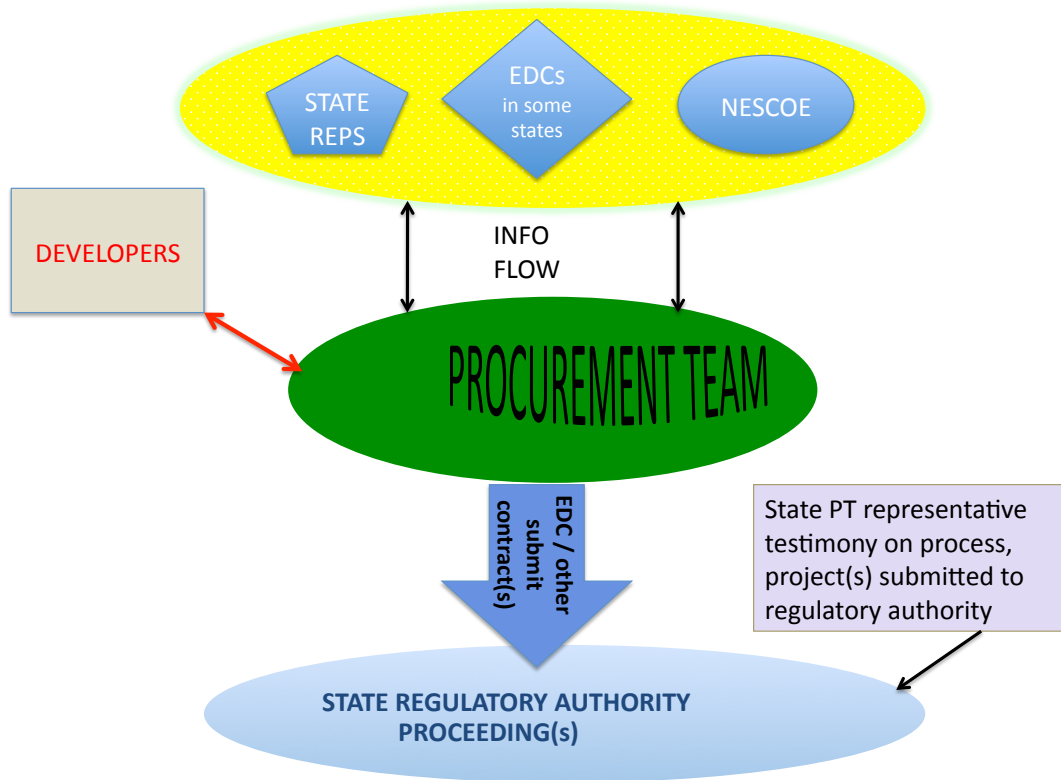 STATE
REPS
EDCs
in some
states
NESCOE
DEVELOPERS
INFO
FLOW
PROCUREMENT TEAM
EDC / other
submit
contract(s)
State PT representative
testimony on process,
project(s) submitted to
regulatory authority
STATE REGULATORY AUTHORITY
PROCEEDING(s)